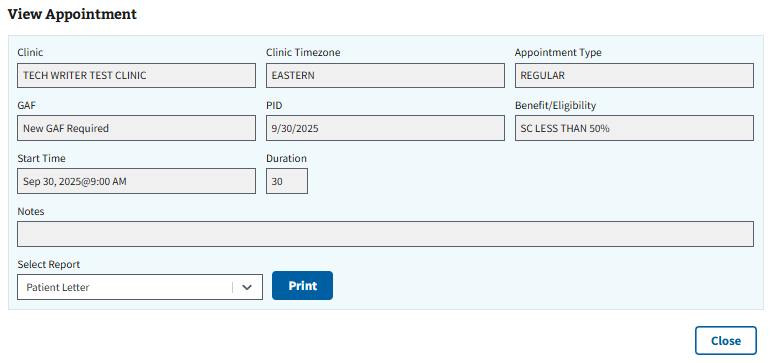 View Appointment
Clinic Clinic Timezone Appointment Type
TECH WRITER TEST CLINIC EASTERN REGULAR
GAF PID Benefit/Eligibility
New GAF Required 9/30/2025 SC LESS THAN 50%
Start Time Duration
Sep 30, 2025@9:00 AM 30
Notes
Select Report
Patient Letter Print
Close